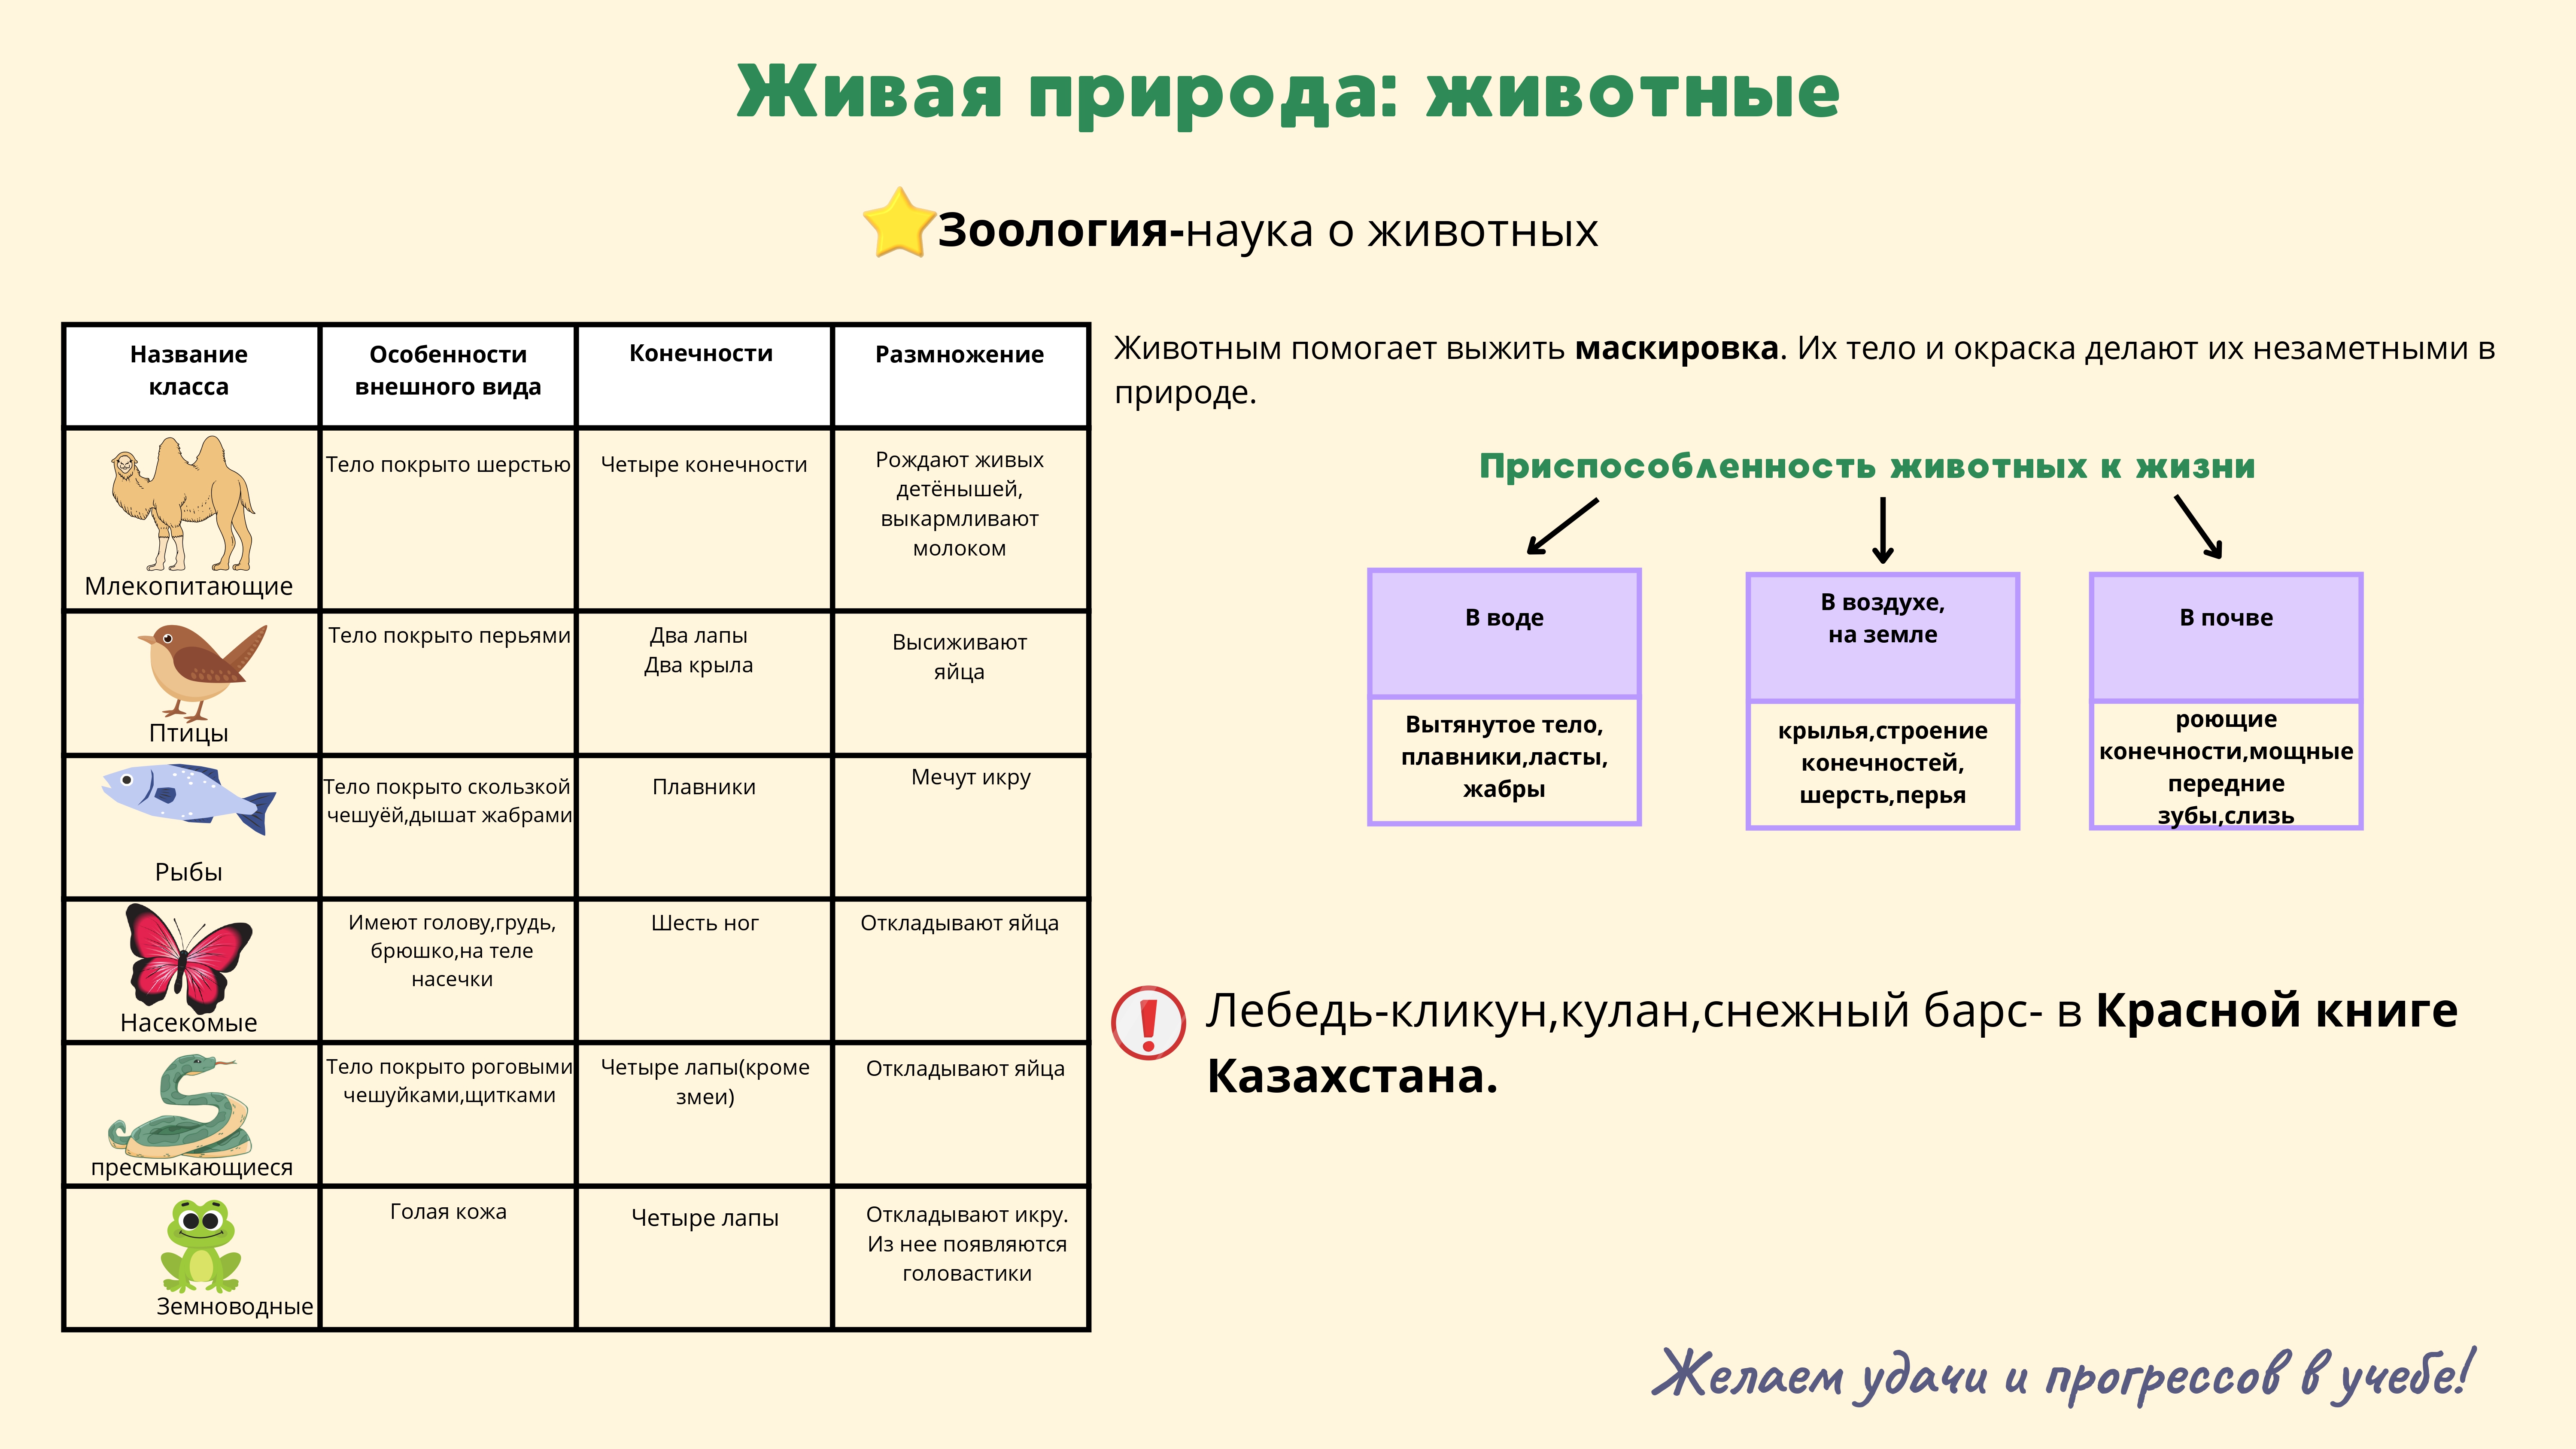 Живая природа: животные
Зоология-наука о животных
Название
класса
Особенности
внешного вида
Конечности
Размножение
Млекопитающие
Тело покрыто шерстью
Четыре конечности
Рождают живых
детёнышей,
выкармливают
молоком
Птицы
Тело покрыто перьями
Два лапы
Два крыла
Высиживают
яйца
Рыбы
Тело покрыто скользкой
чешуёй,дышат жабрами
Плавники
Мечут икру
Насекомые
Имеют голову,грудь,
брюшко,на теле
насечки
Шесть ног
Откладывают яйца
пресмыкающиеся
Тело покрыто роговыми
чешуйками,щитками
Четыре лапы(кроме
змеи)
Откладывают яйца
Земноводные
Голая кожа
Четыре лапы
Откладывают икру.
Из нее появляются
головастики
Животным помогает выжить маскировка. Их тело и окраска делают их незаметными в
природе.
Приспособленность животных к жизни
В воде
Вытянутое тело,
плавники,ласты,
жабры
В воздухе,
на земле
крылья,строение
конечностей,
шерсть,перья
В почве
роющие
конечности,мощные
передние
зубы,слизь
Лебедь-кликун,кулан,снежный барс- в Красной книге
Казахстана.
Желаем удачи и прогрессов в учебе!